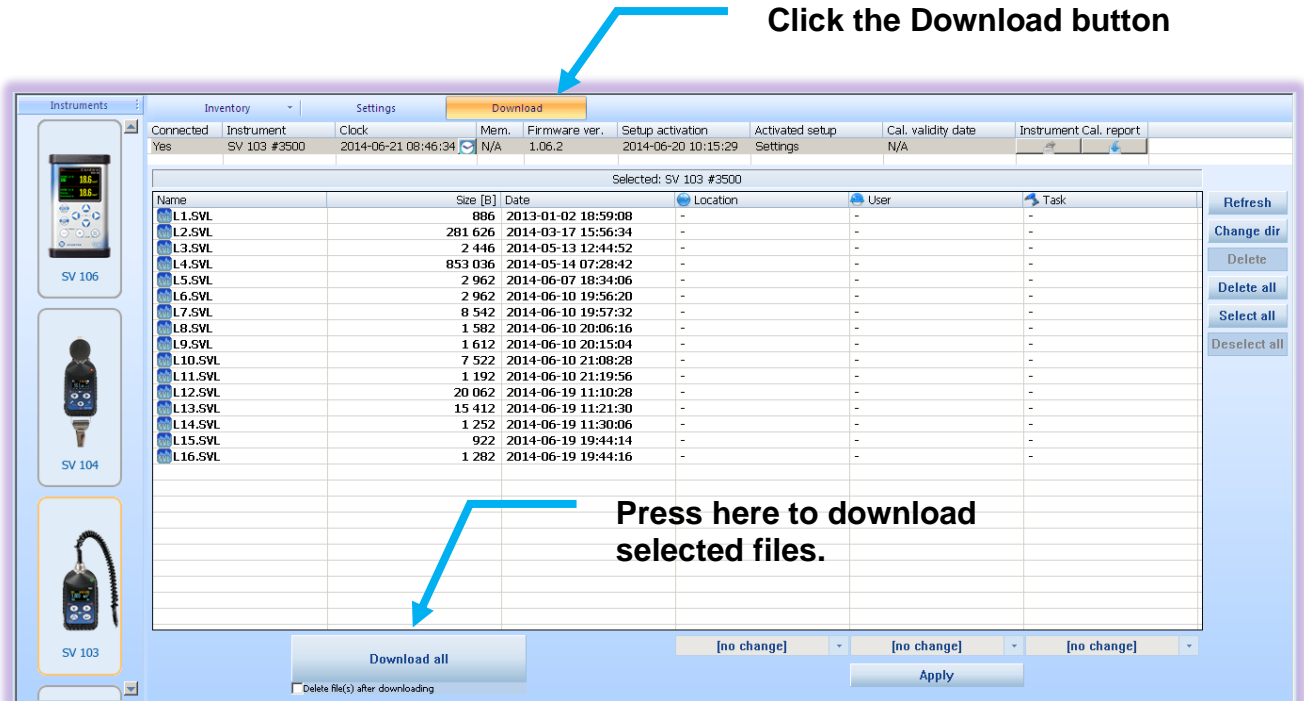 Click the Download button
Instruments
Inventory Settings Download
Connected Instrument Clock Mem. Firmware ver. Setup activation Activated setup Cal. validity date Instrument Cal. report
Yes SV 103 #3500 2014-06-21 08:46:34 N/A 1.06.2 2014-06-20 10:15:29 Settings N/A
Selected: SV 103 #3500
Name Size [B] Date Location User Task
L1.SVL 886 2013-01-02 18:59:08 - - -
L2.SVL 281 626 2014-03-17 15:56:34 - - -
L3.SVL 2 446 2014-05-13 12:44:52 - - -
L4.SVL 853 036 2014-05-14 07:28:42 - - -
L5.SVL 2 962 2014-06-07 18:34:06 - - -
L6.SVL 2 962 2014-06-10 19:56:20 - - -
L7.SVL 8 542 2014-06-10 19:57:32 - - -
L8.SVL 1 582 2014-06-10 20:06:16 - - -
L9.SVL 1 612 2014-06-10 20:15:04 - - -
L10.SVL 7 522 2014-06-10 21:08:28 - - -
L11.SVL 1 192 2014-06-10 21:19:56 - - -
L12.SVL 20 062 2014-06-19 11:10:28 - - -
L13.SVL 15 412 2014-06-19 11:21:30 - - -
L14.SVL 1 252 2014-06-19 11:30:06 - - -
L15.SVL 922 2014-06-19 19:44:14 - - -
L16.SVL 1 282 2014-06-19 19:44:16 - - -
Refresh
Change dir
Delete
Delete all
Select all
Deselect all
18.6
18.6
SV 106
SV 104
SV 103
Press here to download
selected files.
Download all
Delete file(s) after downloading
[no change] [no change] [no change]
Apply